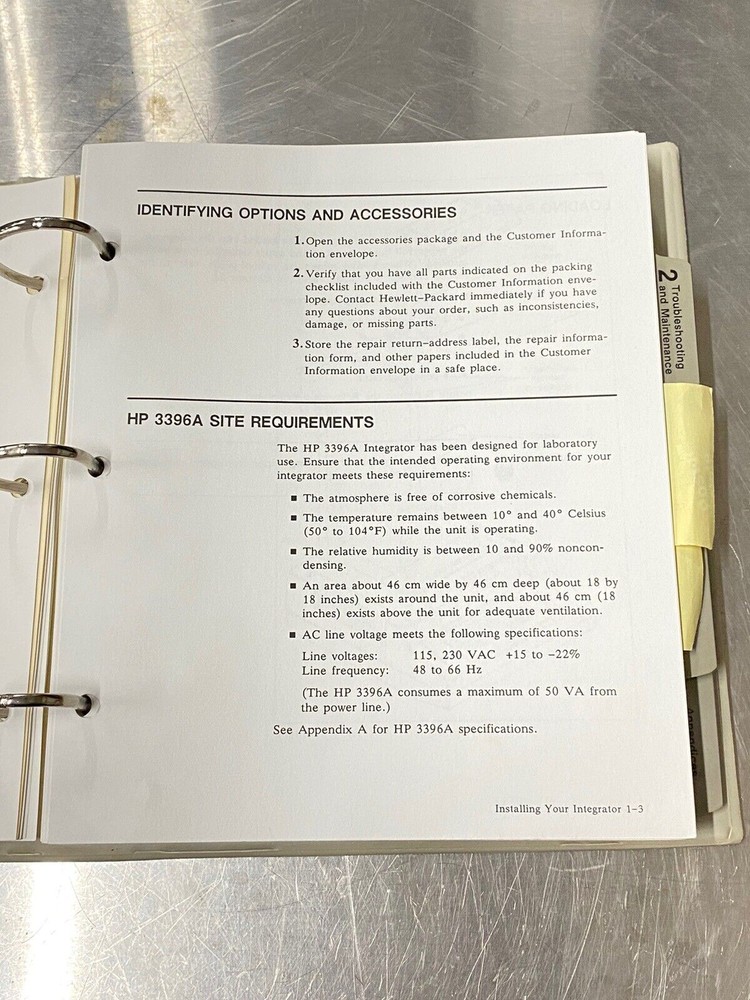 IDENTIFYING OPTIONS AND ACCESSORIES
1. Open the accessories package and the Customer Informa-
tion envelope.
2. Verify that you have all parts indicated on the packing
checklist included with the Customer Information enve-
lope. Contact Hewlett-Packard immediately if you have
any questions about your order, such as inconsistencies,
damage, or missing parts.
3. Store the repair return-address label, the repair informa-
tion form, and other papers included in the Customer
Information envelope in a safe place.
HP 3396A SITE REQUIREMENTS
The HP 3396A Integrator has been designed for laboratory
use. Ensure that the intended operating environment for your
integrator meets these requirements:
■ The atmosphere is free of corrosive chemicals.
■ The temperature remains between 10° and 40° Celsius
(50° to 104°F) while the unit is operating.
■ The relative humidity is between 10 and 90% noncon-
densing.
■ An area about 46 cm wide by 46 cm deep (about 18 by
18 inches) exists around the unit, and about 46 cm (18
inches) exists above the unit for adequate ventilation.
■ AC line voltage meets the following specifications:
Line voltages: 115, 230 VAC +15 to -22%
Line frequency: 48 to 66 Hz
(The HP 3396A consumes a maximum of 50 VA from
the power line.)
See Appendix A for HP 3396A specifications.
Installing Your Integrator 1-3
2 Troubleshooting
and Maintenance
Appendices